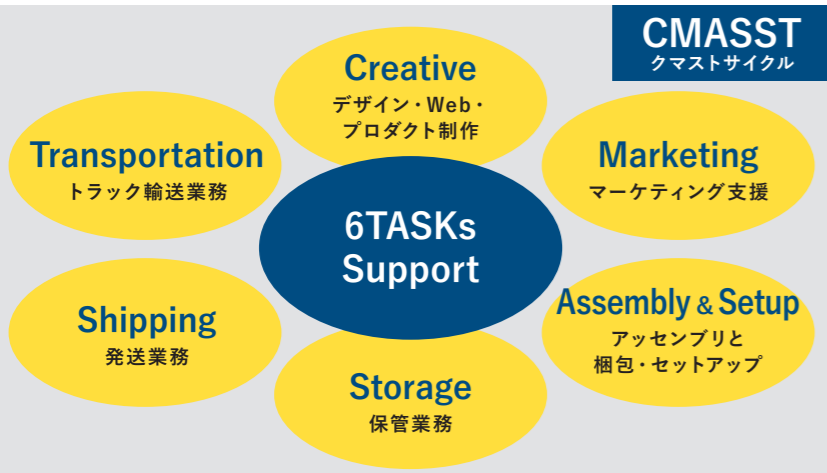 CMASST
クマストサイクル
Creative
デザイン・Web・
プロダクト制作
Transportation
トラック輸送業務
Marketing
マーケティング支援
6TASKs
Support
Shipping
発送業務
Assembly & Setup
アッセンブリと
梱包・セットアップ
Storage
保管業務